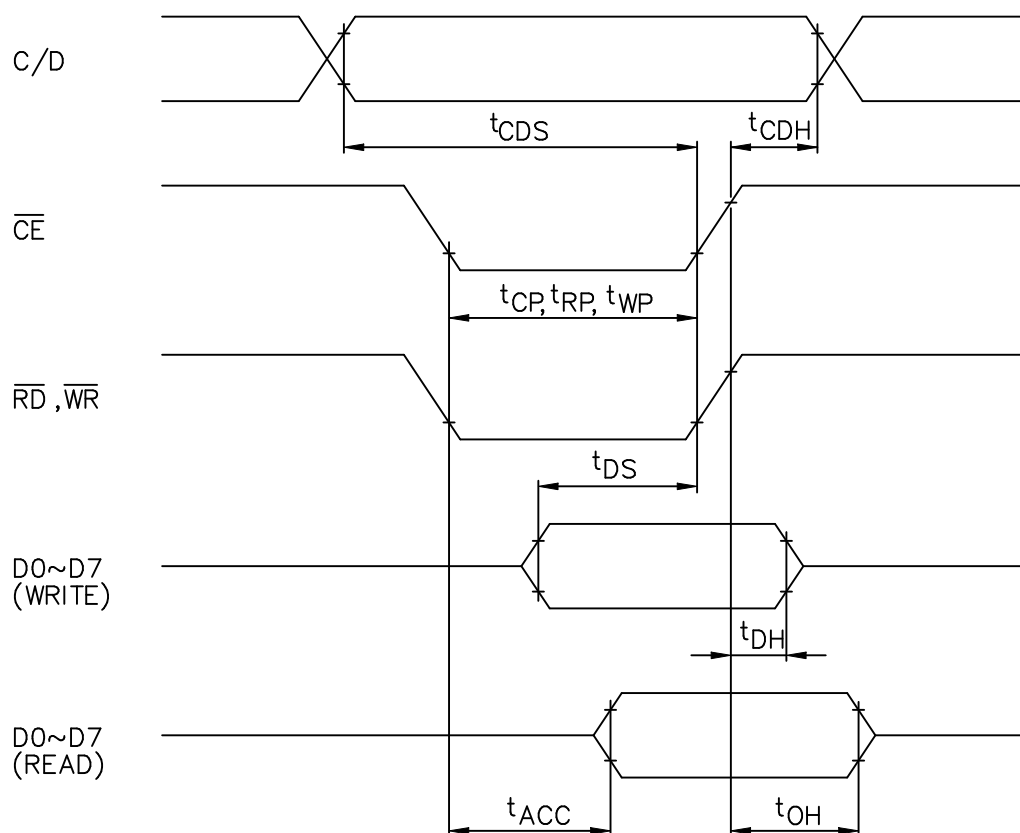 C/D
tCDS
tCDH
CE
tCP, tRP, tWP
RD ,WR
tDS
D0~D7
(WRITE)
tDH
D0~D7
(READ)
tACC
tOH